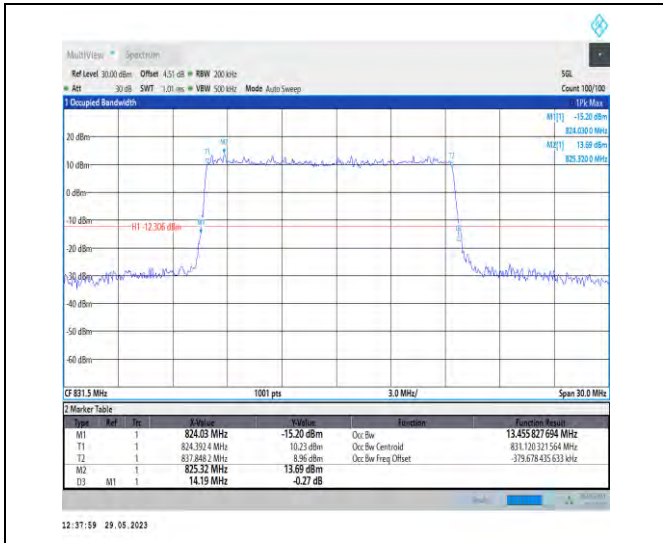 MultiView Spectrum
Ref Level 30.00 dBm Offset 4.51 dB RBW 200 kHz SGL
Att 30 dB SWT 1.01 ms VBW 500 kHz Mode Auto Sweep Count 100/100
1 Occupied Bandwidth 1Pk Max
M1[1] -15.20 dBm
824.030 0 MHz
M2[1] 13.69 dBm
825.320 0 MHz
20 dBm
M2
T1
T2
10 dBm
0 dBm
-10 dBm
M1
H1 -12.306 dBm
-20 dBm
-30 dBm
-40 dBm
-50 dBm
-60 dBm
CF 831.5 MHz 1001 pts 3.0 MHz/ Span 30.0 MHz
2 Marker Table
Type Ref Trc X-Value Y-Value Function Function Result
M1 1 824.03 MHz -15.20 dBm Occ Bw 13.455 827 694 MHz
T1 1 824.392 4 MHz 10.23 dBm Occ Bw Centroid 831.120 321 564 MHz
T2 1 837.848 2 MHz 8.96 dBm Occ Bw Freq Offset -379.678 435 633 kHz
M2 1 825.32 MHz 13.69 dBm
D3 M1 1 14.19 MHz -0.27 dB
12:37:59 29.05.2023